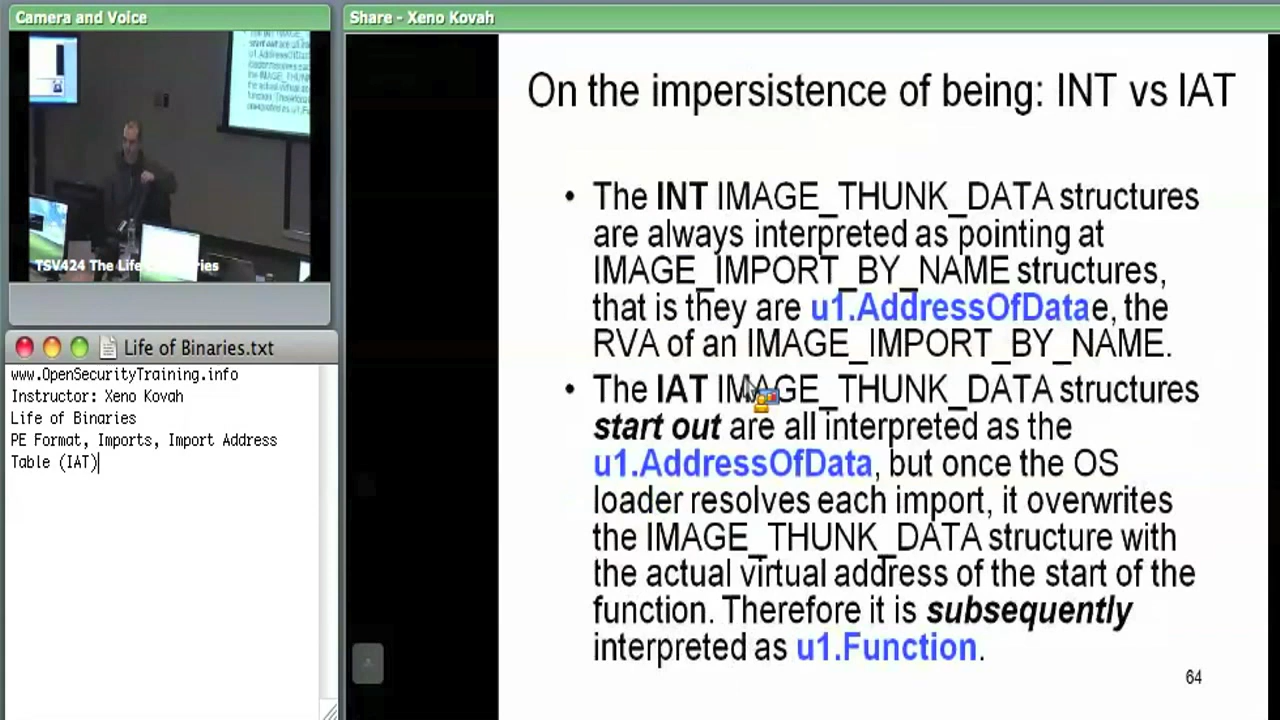 Camera and Voice
TSV424 The Life of Binaries
Life of Binaries.txt
www.OpenSecurityTraining.info
Instructor: Xeno Kovah
Life of Binaries
PE Format, Imports, Import Address
Table (IAT)
Share - Xeno Kovah
On the impersistence of being: INT vs IAT
• The INT IMAGE_THUNK_DATA structures
are always interpreted as pointing at
IMAGE_IMPORT_BY_NAME structures,
that is they are u1.AddressOfDatae, the
RVA of an IMAGE_IMPORT_BY_NAME.
• The IAT IMAGE_THUNK_DATA structures
start out are all interpreted as the
u1.AddressOfData, but once the OS
loader resolves each import, it overwrites
the IMAGE_THUNK_DATA structure with
the actual virtual address of the start of the
function. Therefore it is subsequently
interpreted as u1.Function.
64